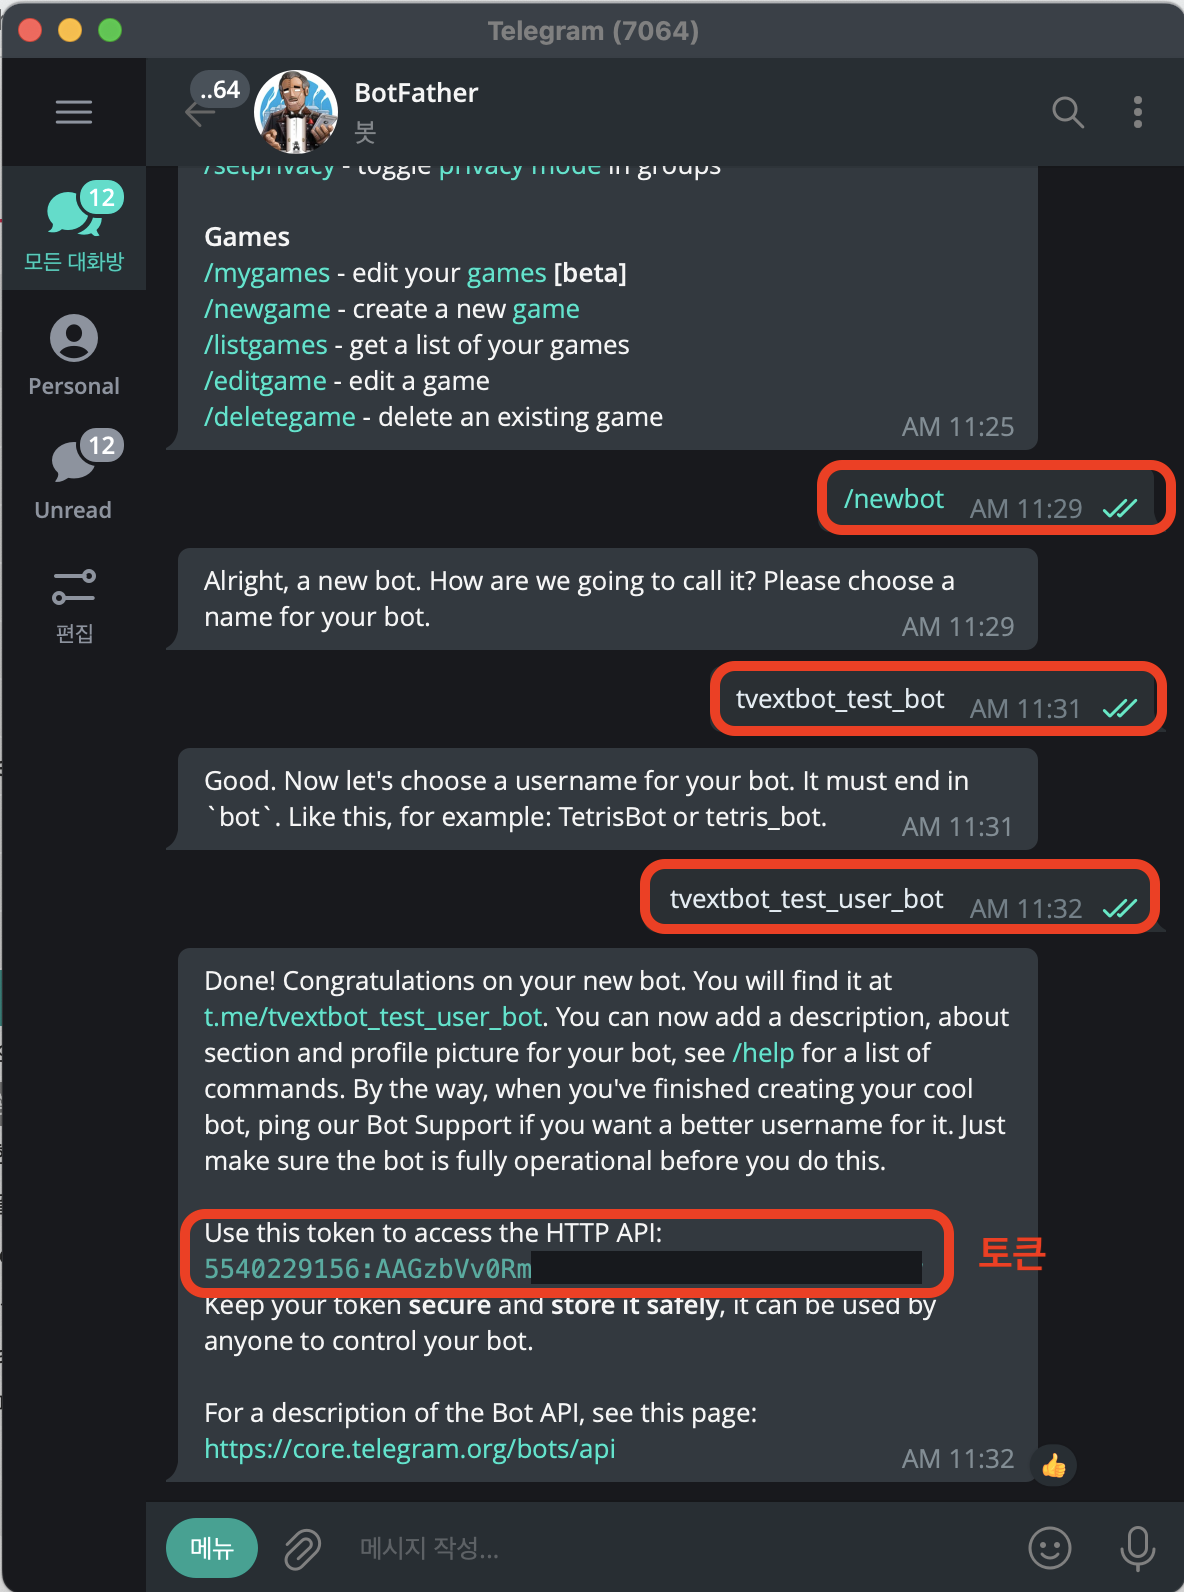 Telegram (7064)
..64
BotFather
봇
12
모든 대화방
Personal
12
Unread
편집
/setprivacy - toggle privacy mode in groups
Games
/mygames - edit your games [beta]
/newgame - create a new game
/listgames - get a list of your games
/editgame - edit a game
/deletegame - delete an existing game
AM 11:25
/newbot AM 11:29
Alright, a new bot. How are we going to call it? Please choose a
name for your bot.
AM 11:29
tvextbot_test_bot AM 11:31
Good. Now let's choose a username for your bot. It must end in
`bot`. Like this, for example: TetrisBot or tetris_bot.
AM 11:31
tvextbot_test_user_bot AM 11:32
Done! Congratulations on your new bot. You will find it at
t.me/tvextbot_test_user_bot. You can now add a description, about
section and profile picture for your bot, see /help for a list of
commands. By the way, when you've finished creating your cool
bot, ping our Bot Support if you want a better username for it. Just
make sure the bot is fully operational before you do this.
Use this token to access the HTTP API:
토큰
5540229156:AAGzbVv0Rm
Keep your token secure and store it safely, it can be used by
anyone to control your bot.
For a description of the Bot API, see this page:
https://core.telegram.org/bots/api
AM 11:32
메뉴
메시지 작성...